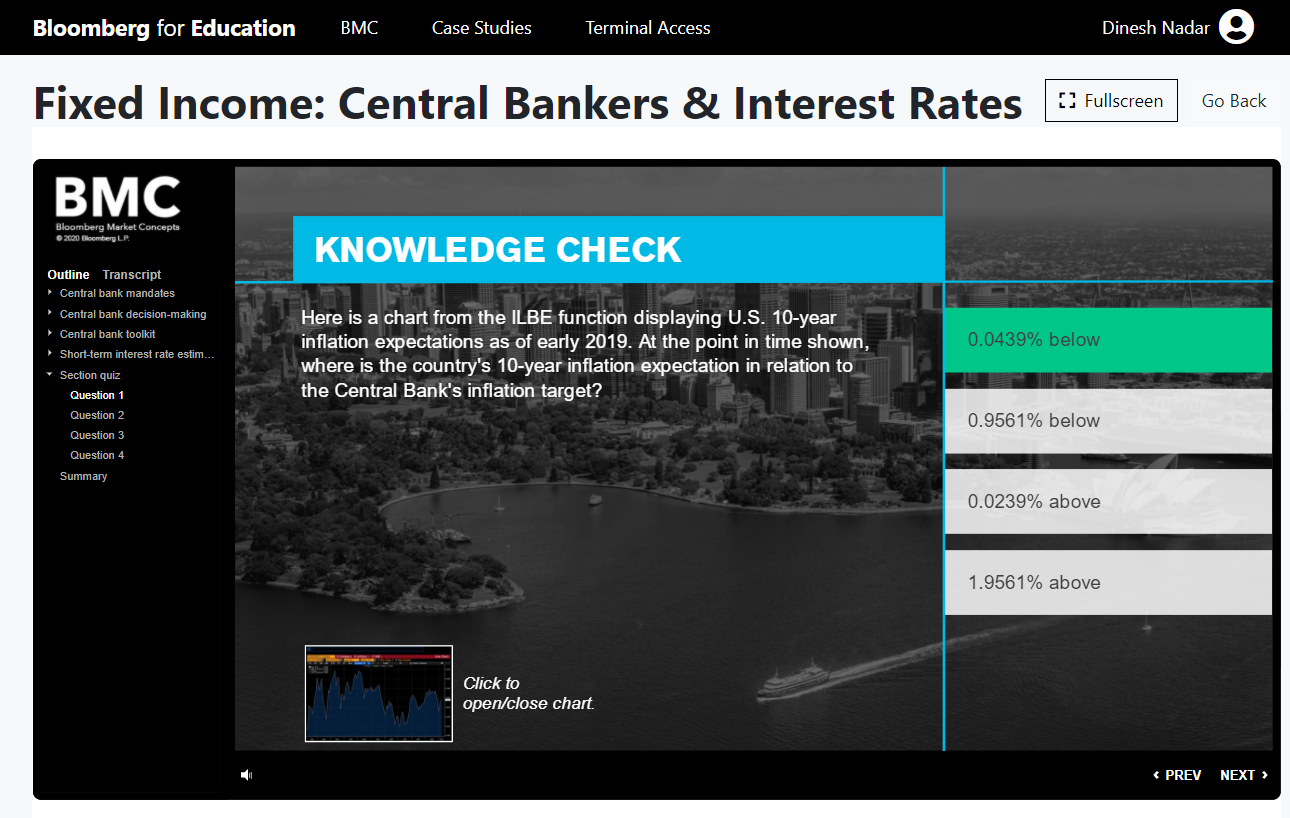 Bloomberg for Education
BMC
Case Studies
Terminal Access
Dinesh Nadar
Fixed Income: Central Bankers & Interest Rates
Fullscreen
Go Back
BMC
Bloomberg Market Concepts
© 2020 Bloomberg L.P.
Outline
Transcript
Central bank mandates
Central bank decision-making
Central bank toolkit
Short-term interest rate estim...
Section quiz
Question 1
Question 2
Question 3
Question 4
Summary
KNOWLEDGE CHECK
Here is a chart from the ILBE function displaying U.S. 10-year
inflation expectations as of early 2019. At the point in time shown,
where is the country's 10-year inflation expectation in relation to
the Central Bank's inflation target?
0.0439% below
0.9561% below
0.0239% above
1.9561% above
Click to
open/close chart.
PREV
NEXT